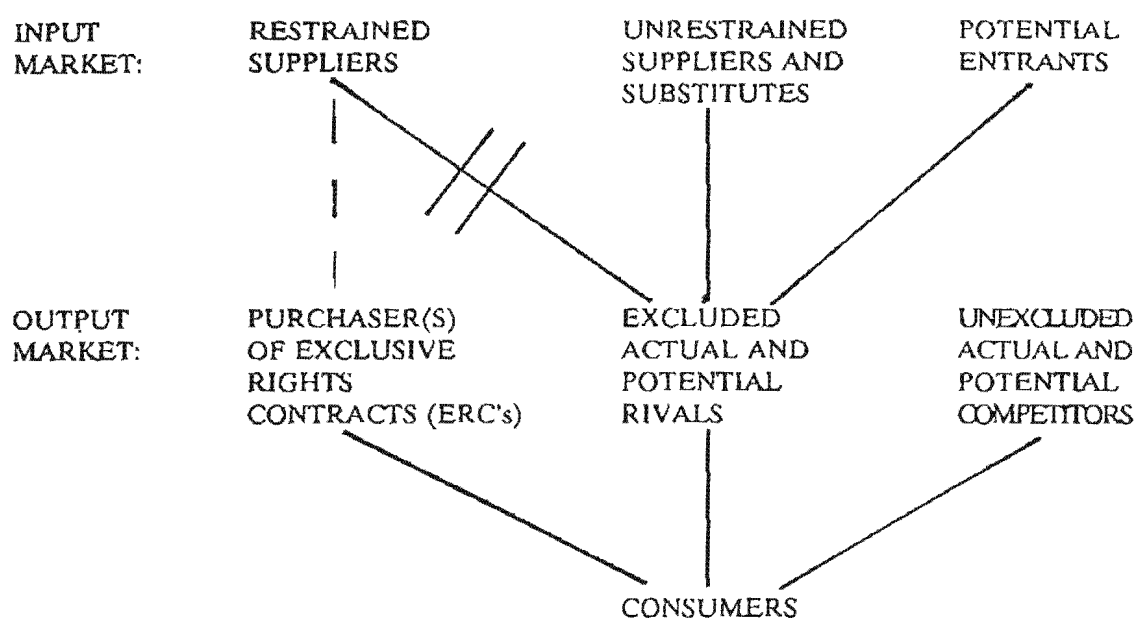 INPUT
MARKET:
RESTRAINED
SUPPLIERS
UNRESTRAINED
SUPPLIERS AND
SUBSTITUTES
POTENTIAL
ENTRANTS
OUTPUT
MARKET:
PURCHASER(S)
OF EXCLUSIVE
RIGHTS
CONTRACTS (ERC's)
EXCLUDED
ACTUAL AND
POTENTIAL
RIVALS
UNEXCLUDED
ACTUAL AND
POTENTIAL
COMPETITORS
CONSUMERS